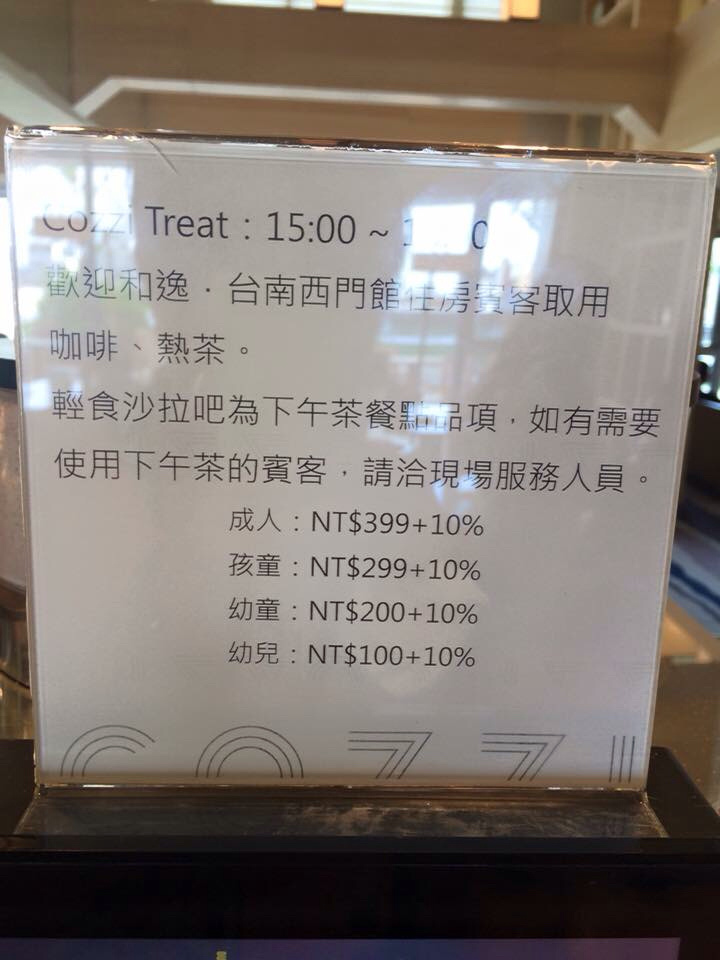 Cozzi Treat：15:00 ~
歡迎和逸．台南西門館住房賓客取用
咖啡、熱茶。
輕食沙拉吧為下午茶餐點品項，如有需要
使用下午茶的賓客，請洽現場服務人員。
成人：NT$399+10%
孩童：NT$299+10%
幼童：NT$200+10%
幼兒：NT$100+10%
COZZI